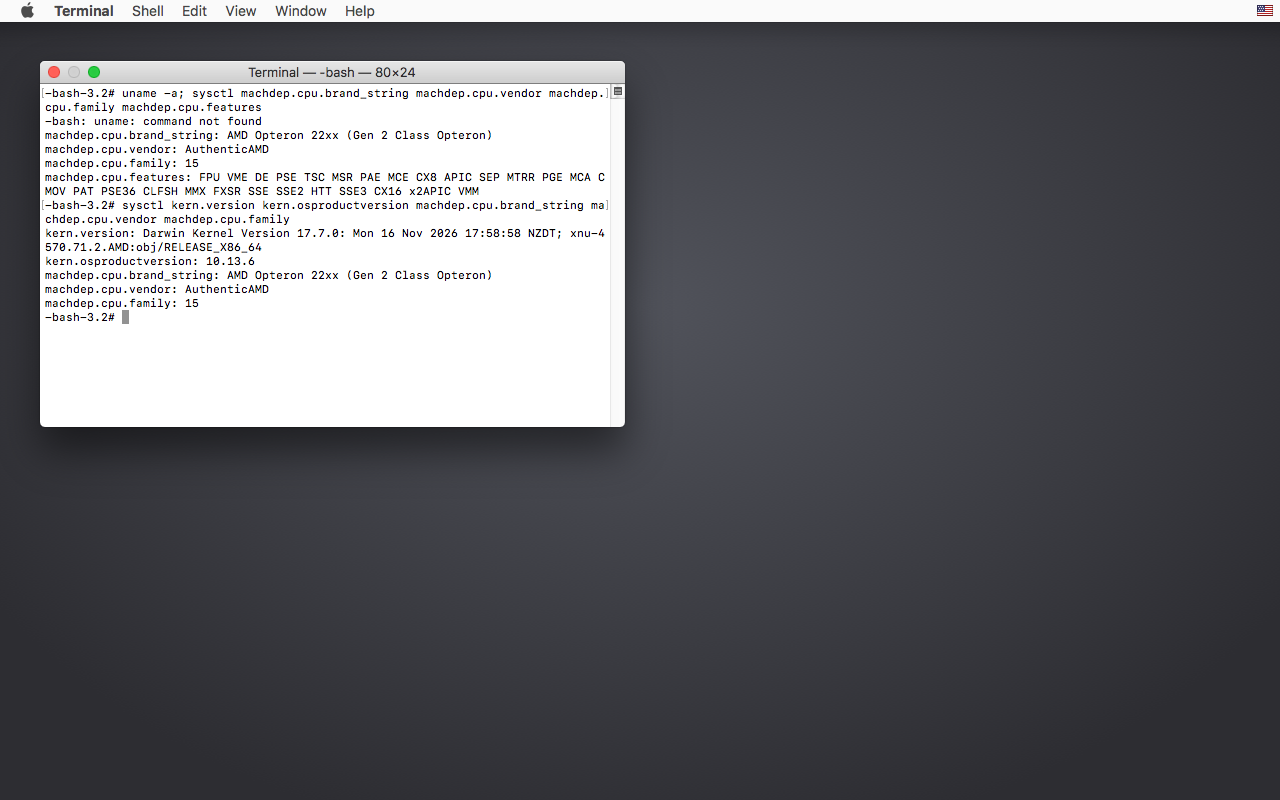 Terminal Shell Edit View Window Help
Terminal — -bash — 80×24
[-bash-3.2# uname -a; sysctl machdep.cpu.brand_string machdep.cpu.vendor machdep.]
cpu.family machdep.cpu.features
-bash: uname: command not found
machdep.cpu.brand_string: AMD Opteron 22xx (Gen 2 Class Opteron)
machdep.cpu.vendor: AuthenticAMD
machdep.cpu.family: 15
machdep.cpu.features: FPU VME DE PSE TSC MSR PAE MCE CX8 APIC SEP MTRR PGE MCA C
MOV PAT PSE36 CLFSH MMX FXSR SSE SSE2 HTT SSE3 CX16 x2APIC VMM
[-bash-3.2# sysctl kern.version kern.osproductversion machdep.cpu.brand_string ma]
chdep.cpu.vendor machdep.cpu.family
kern.version: Darwin Kernel Version 17.7.0: Mon 16 Nov 2026 17:58:58 NZDT; xnu-4
570.71.2.AMD:obj/RELEASE_X86_64
kern.osproductversion: 10.13.6
machdep.cpu.brand_string: AMD Opteron 22xx (Gen 2 Class Opteron)
machdep.cpu.vendor: AuthenticAMD
machdep.cpu.family: 15
-bash-3.2#